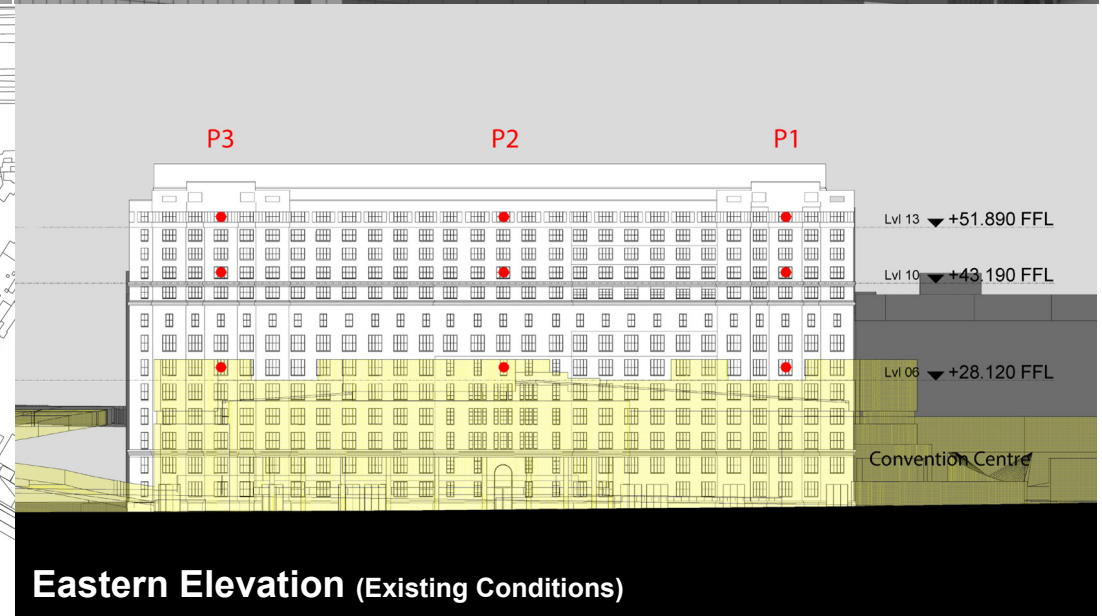 P3 P2 P1
Lvl 13 +51.890 FFL
Lvl 10 +43.190 FFL
Lvl 06 +28.120 FFL
Convention Centre
Eastern Elevation (Existing Conditions)